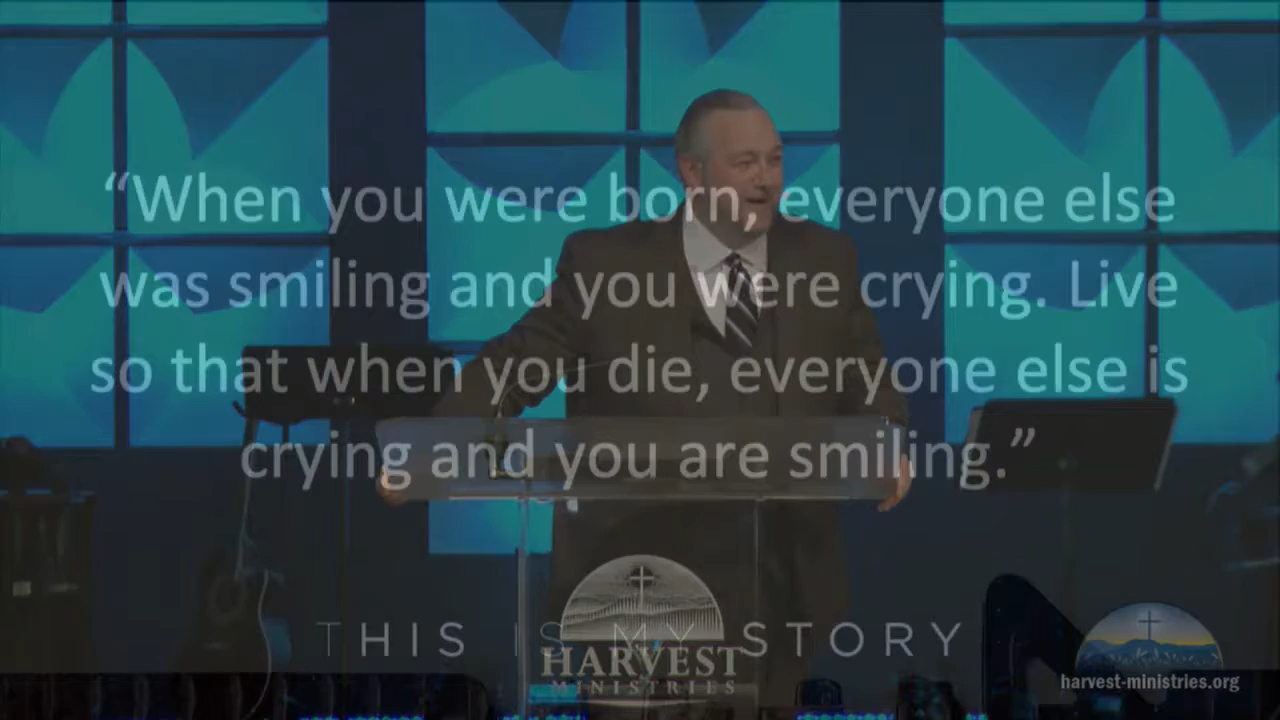 “When you were born, everyone else
was smiling and you were crying. Live
so that when you die, everyone else is
crying and you are smiling.”
THIS IS MY STORY
HARVEST
MINISTRIES
harvest-ministries.org